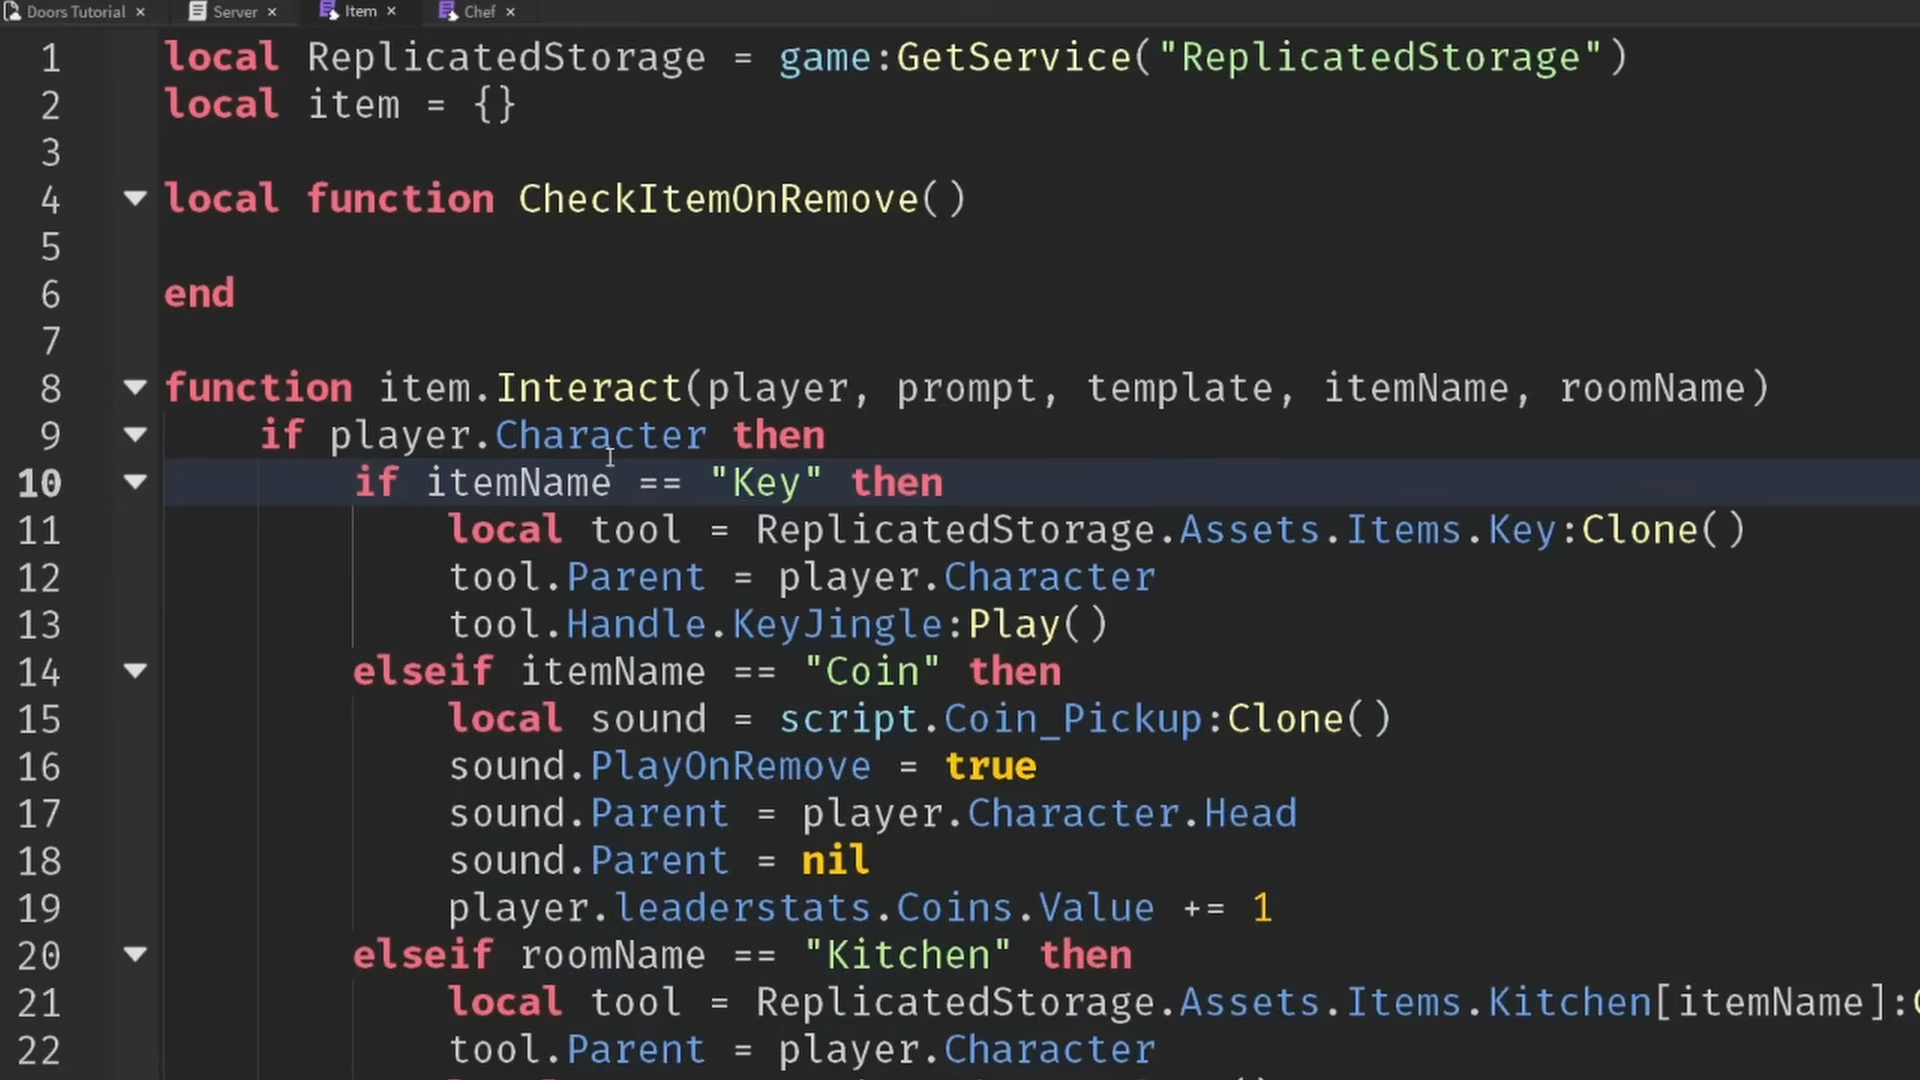 Doors Tutorial × Server × Item × Chef ×
1 local ReplicatedStorage = game:GetService("ReplicatedStorage")
2 local item = {}
3
4 local function CheckItemOnRemove()
5
6 end
7
8 function item.Interact(player, prompt, template, itemName, roomName)
9 if player.Character then
10 if itemName == "Key" then
11 local tool = ReplicatedStorage.Assets.Items.Key:Clone()
12 tool.Parent = player.Character
13 tool.Handle.KeyJingle:Play()
14 elseif itemName == "Coin" then
15 local sound = script.Coin_Pickup:Clone()
16 sound.PlayOnRemove = true
17 sound.Parent = player.Character.Head
18 sound.Parent = nil
19 player.leaderstats.Coins.Value += 1
20 elseif roomName == "Kitchen" then
21 local tool = ReplicatedStorage.Assets.Items.Kitchen[itemName]:
22 tool.Parent = player.Character